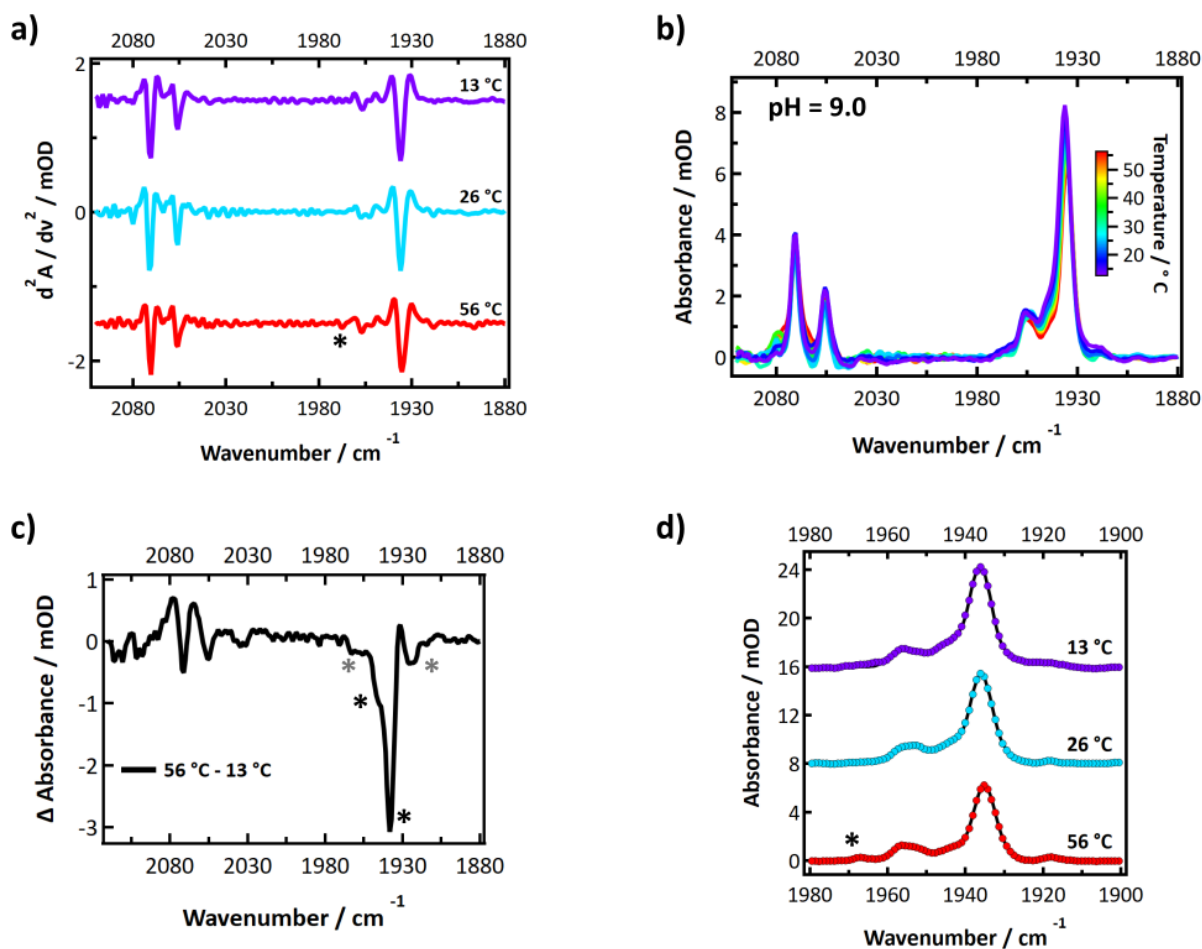 a)
2080 2030 1980 1930 1880
2
0
-2
d²A / dν² / mOD
13 °C
26 °C
56 °C
*
2080 2030 1980 1930 1880
Wavenumber / cm⁻¹
b)
2080 2030 1980 1930 1880
pH = 9.0
8
6
4
2
0
Absorbance / mOD
50
40
30
20
Temperature / °C
2080 2030 1980 1930 1880
Wavenumber / cm⁻¹
c)
2080 2030 1980 1930 1880
1
0
-1
-2
-3
Δ Absorbance / mOD
* *
*
*
56 °C - 13 °C
2080 2030 1980 1930 1880
Wavenumber / cm⁻¹
d)
1980 1960 1940 1920 1900
24
20
16
12
8
4
0
Absorbance / mOD
13 °C
26 °C
*
56 °C
1980 1960 1940 1920 1900
Wavenumber / cm⁻¹